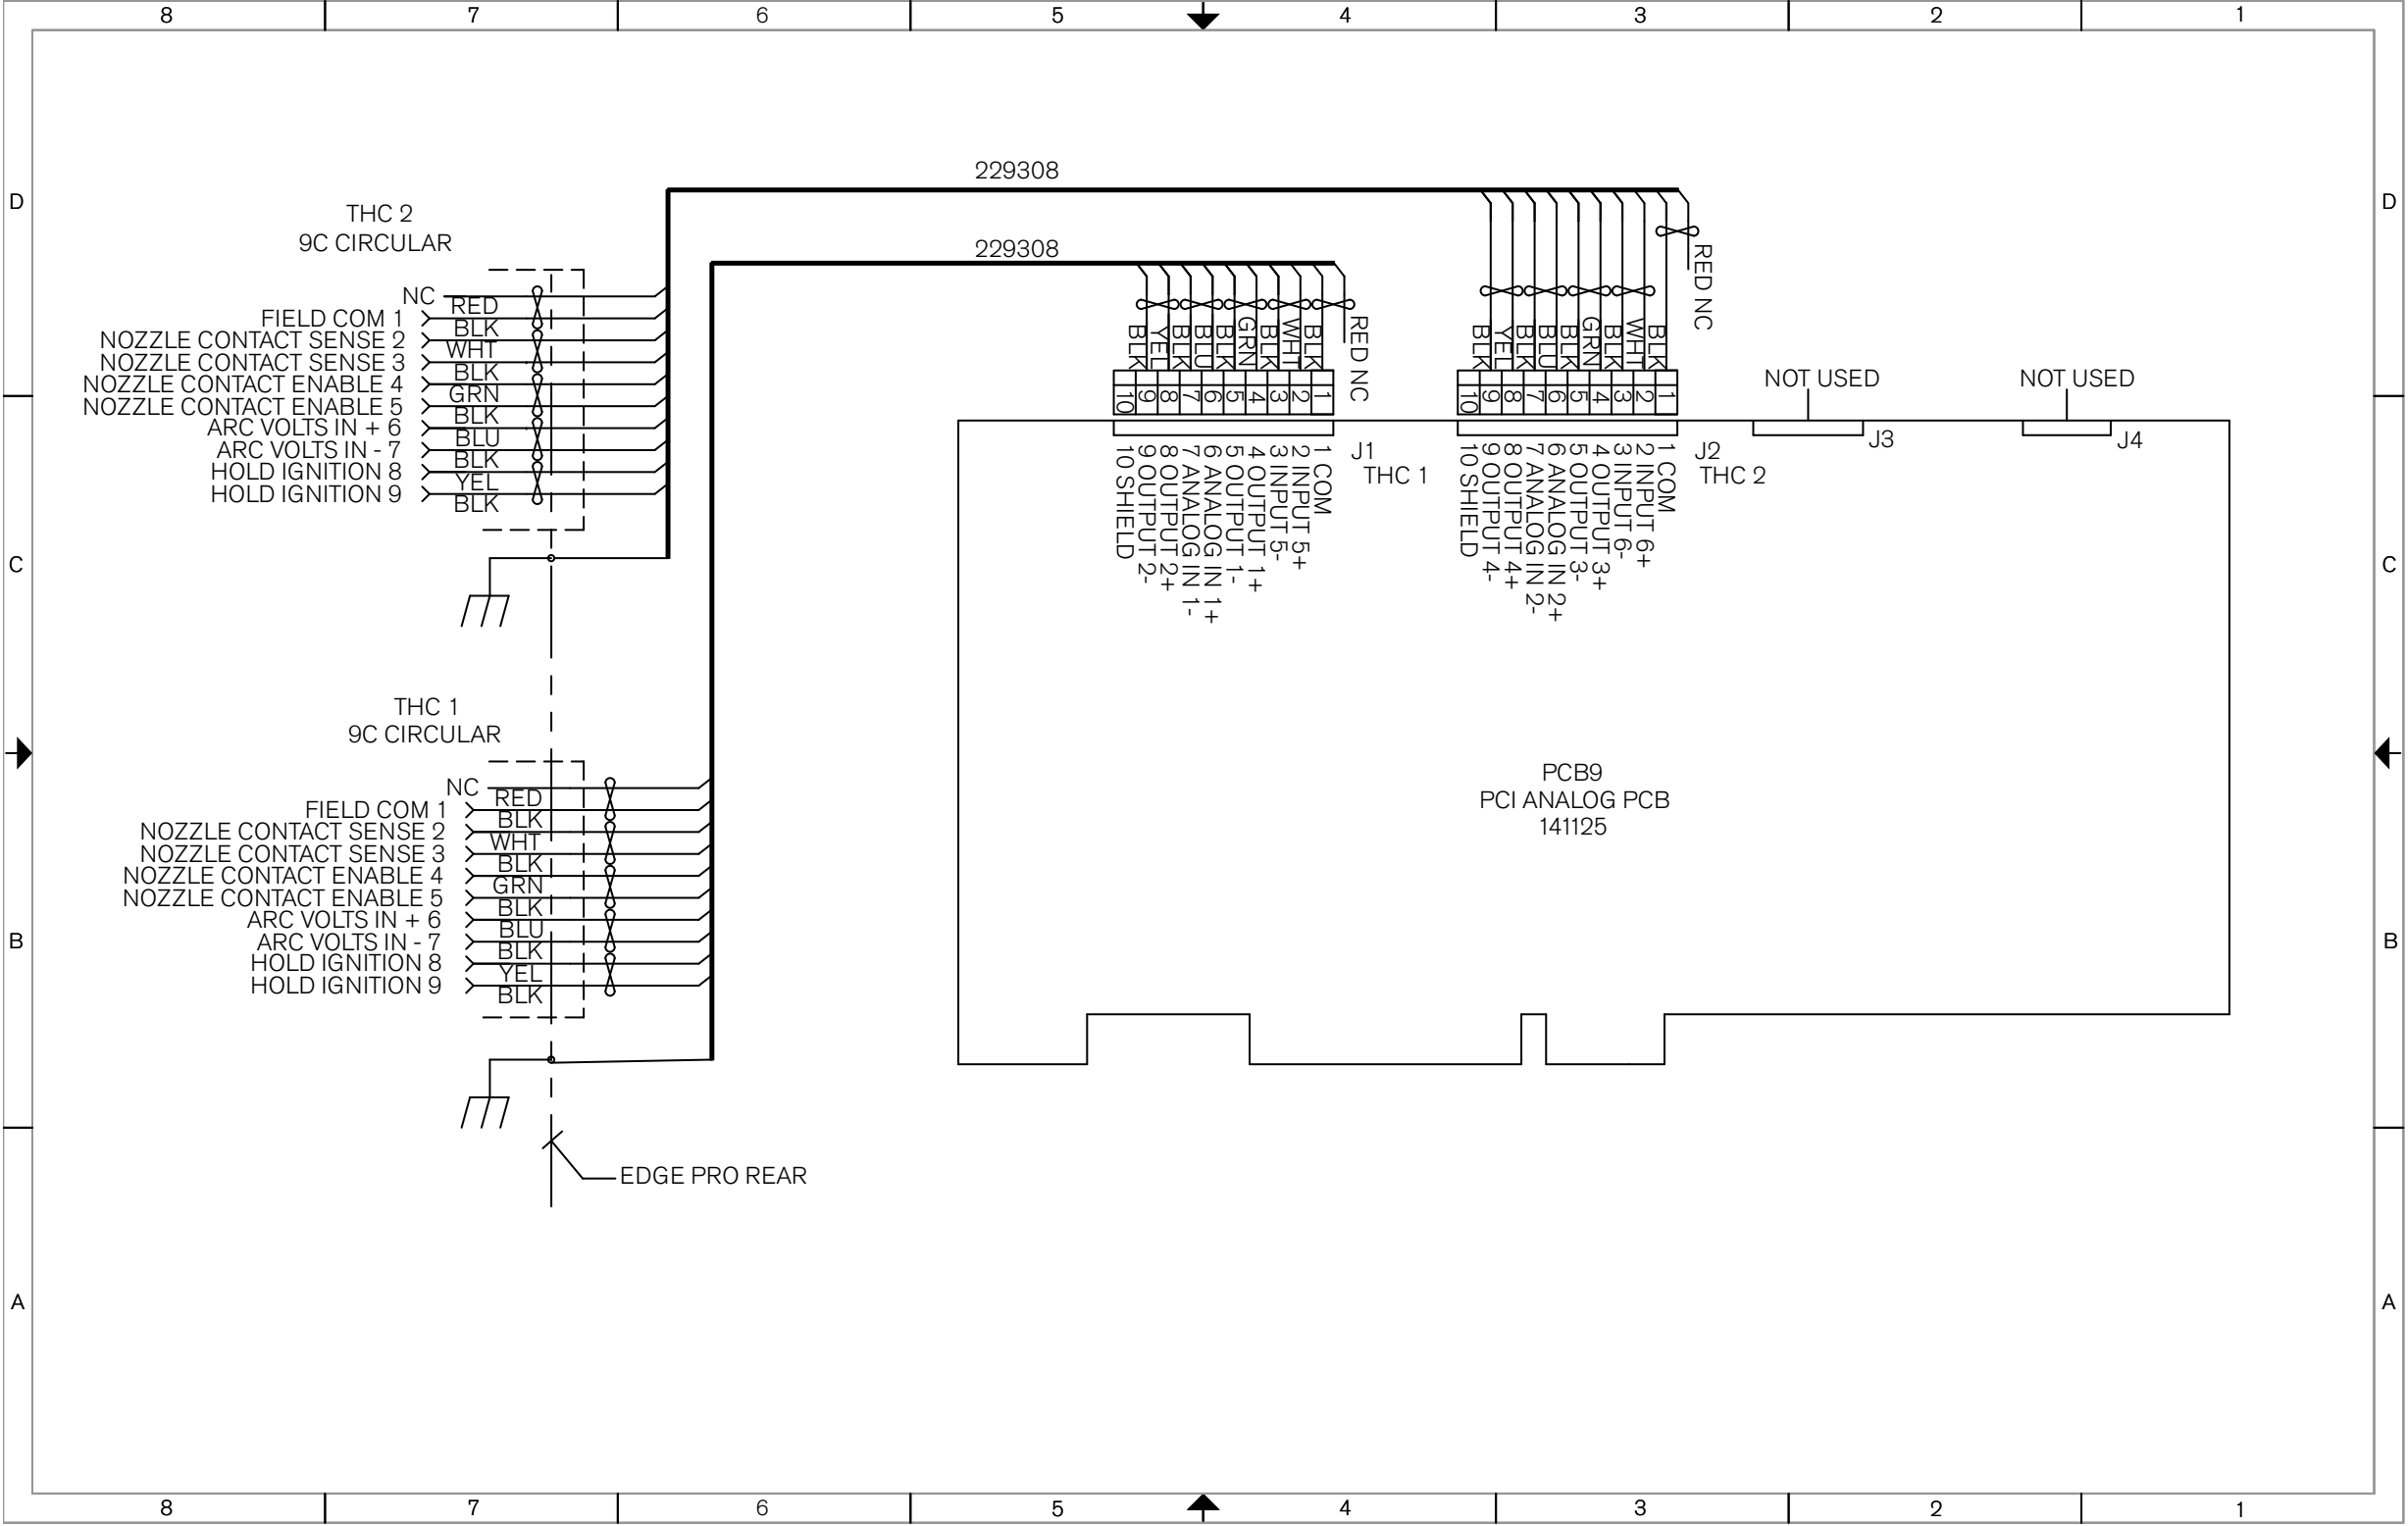 8 7 6 5 4 3 2 1
D
D
C
C
B
B
A
A
229308
229308
THC 2
9C CIRCULAR
NC
RED
FIELD COM 1
BLK
NOZZLE CONTACT SENSE 2
WHT
NOZZLE CONTACT SENSE 3
BLK
NOZZLE CONTACT ENABLE 4
GRN
NOZZLE CONTACT ENABLE 5
BLK
ARC VOLTS IN + 6
BLU
ARC VOLTS IN - 7
BLK
HOLD IGNITION 8
YEL
HOLD IGNITION 9
BLK
THC 1
9C CIRCULAR
NC
RED
FIELD COM 1
BLK
NOZZLE CONTACT SENSE 2
WHT
NOZZLE CONTACT SENSE 3
BLK
NOZZLE CONTACT ENABLE 4
GRN
NOZZLE CONTACT ENABLE 5
BLK
ARC VOLTS IN + 6
BLU
ARC VOLTS IN - 7
BLK
HOLD IGNITION 8
YEL
HOLD IGNITION 9
BLK
EDGE PRO REAR
RED NC
BLK
WHT
BLK
GRN
BLK
BLU
BLK
YEL
BLK
1
2
3
4
5
6
7
8
9
10
J1
THC 1
1 COM
2 INPUT 5+
3 INPUT 5-
4 OUTPUT 1+
5 OUTPUT 1-
6 ANALOG IN 1+
7 ANALOG IN 1-
8 OUTPUT 2+
9 OUTPUT 2-
10 SHIELD
RED NC
BLK
WHT
BLK
GRN
BLK
BLU
BLK
YEL
BLK
1
2
3
4
5
6
7
8
9
10
J2
THC 2
1 COM
2 INPUT 6+
3 INPUT 6-
4 OUTPUT 3+
5 OUTPUT 3-
6 ANALOG IN 2+
7 ANALOG IN 2-
8 OUTPUT 4+
9 OUTPUT 4-
10 SHIELD
NOT USED
J3
NOT USED
J4
PCB9
PCI ANALOG PCB
141125
8 7 6 5 4 3 2 1